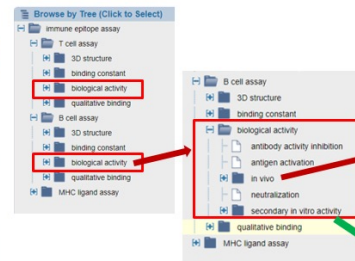 Browse by Tree (Click to Select)
immune epitope assay
T cell assay
3D structure
binding constant
biological activity
qualitative binding
B cell assay
3D structure
binding constant
biological activity
qualitative binding
MHC ligand assay
B cell assay
3D structure
binding constant
biological activity
antibody activity inhibition
antigen activation
in vivo
neutralization
secondary in vitro activity
qualitative binding
MHC ligand assay